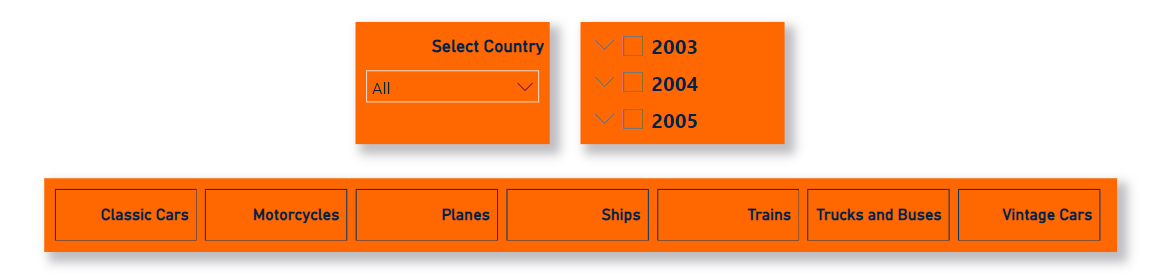 Select Country
All
2003
2004
2005
Classic Cars
Motorcycles
Planes
Ships
Trains
Trucks and Buses
Vintage Cars